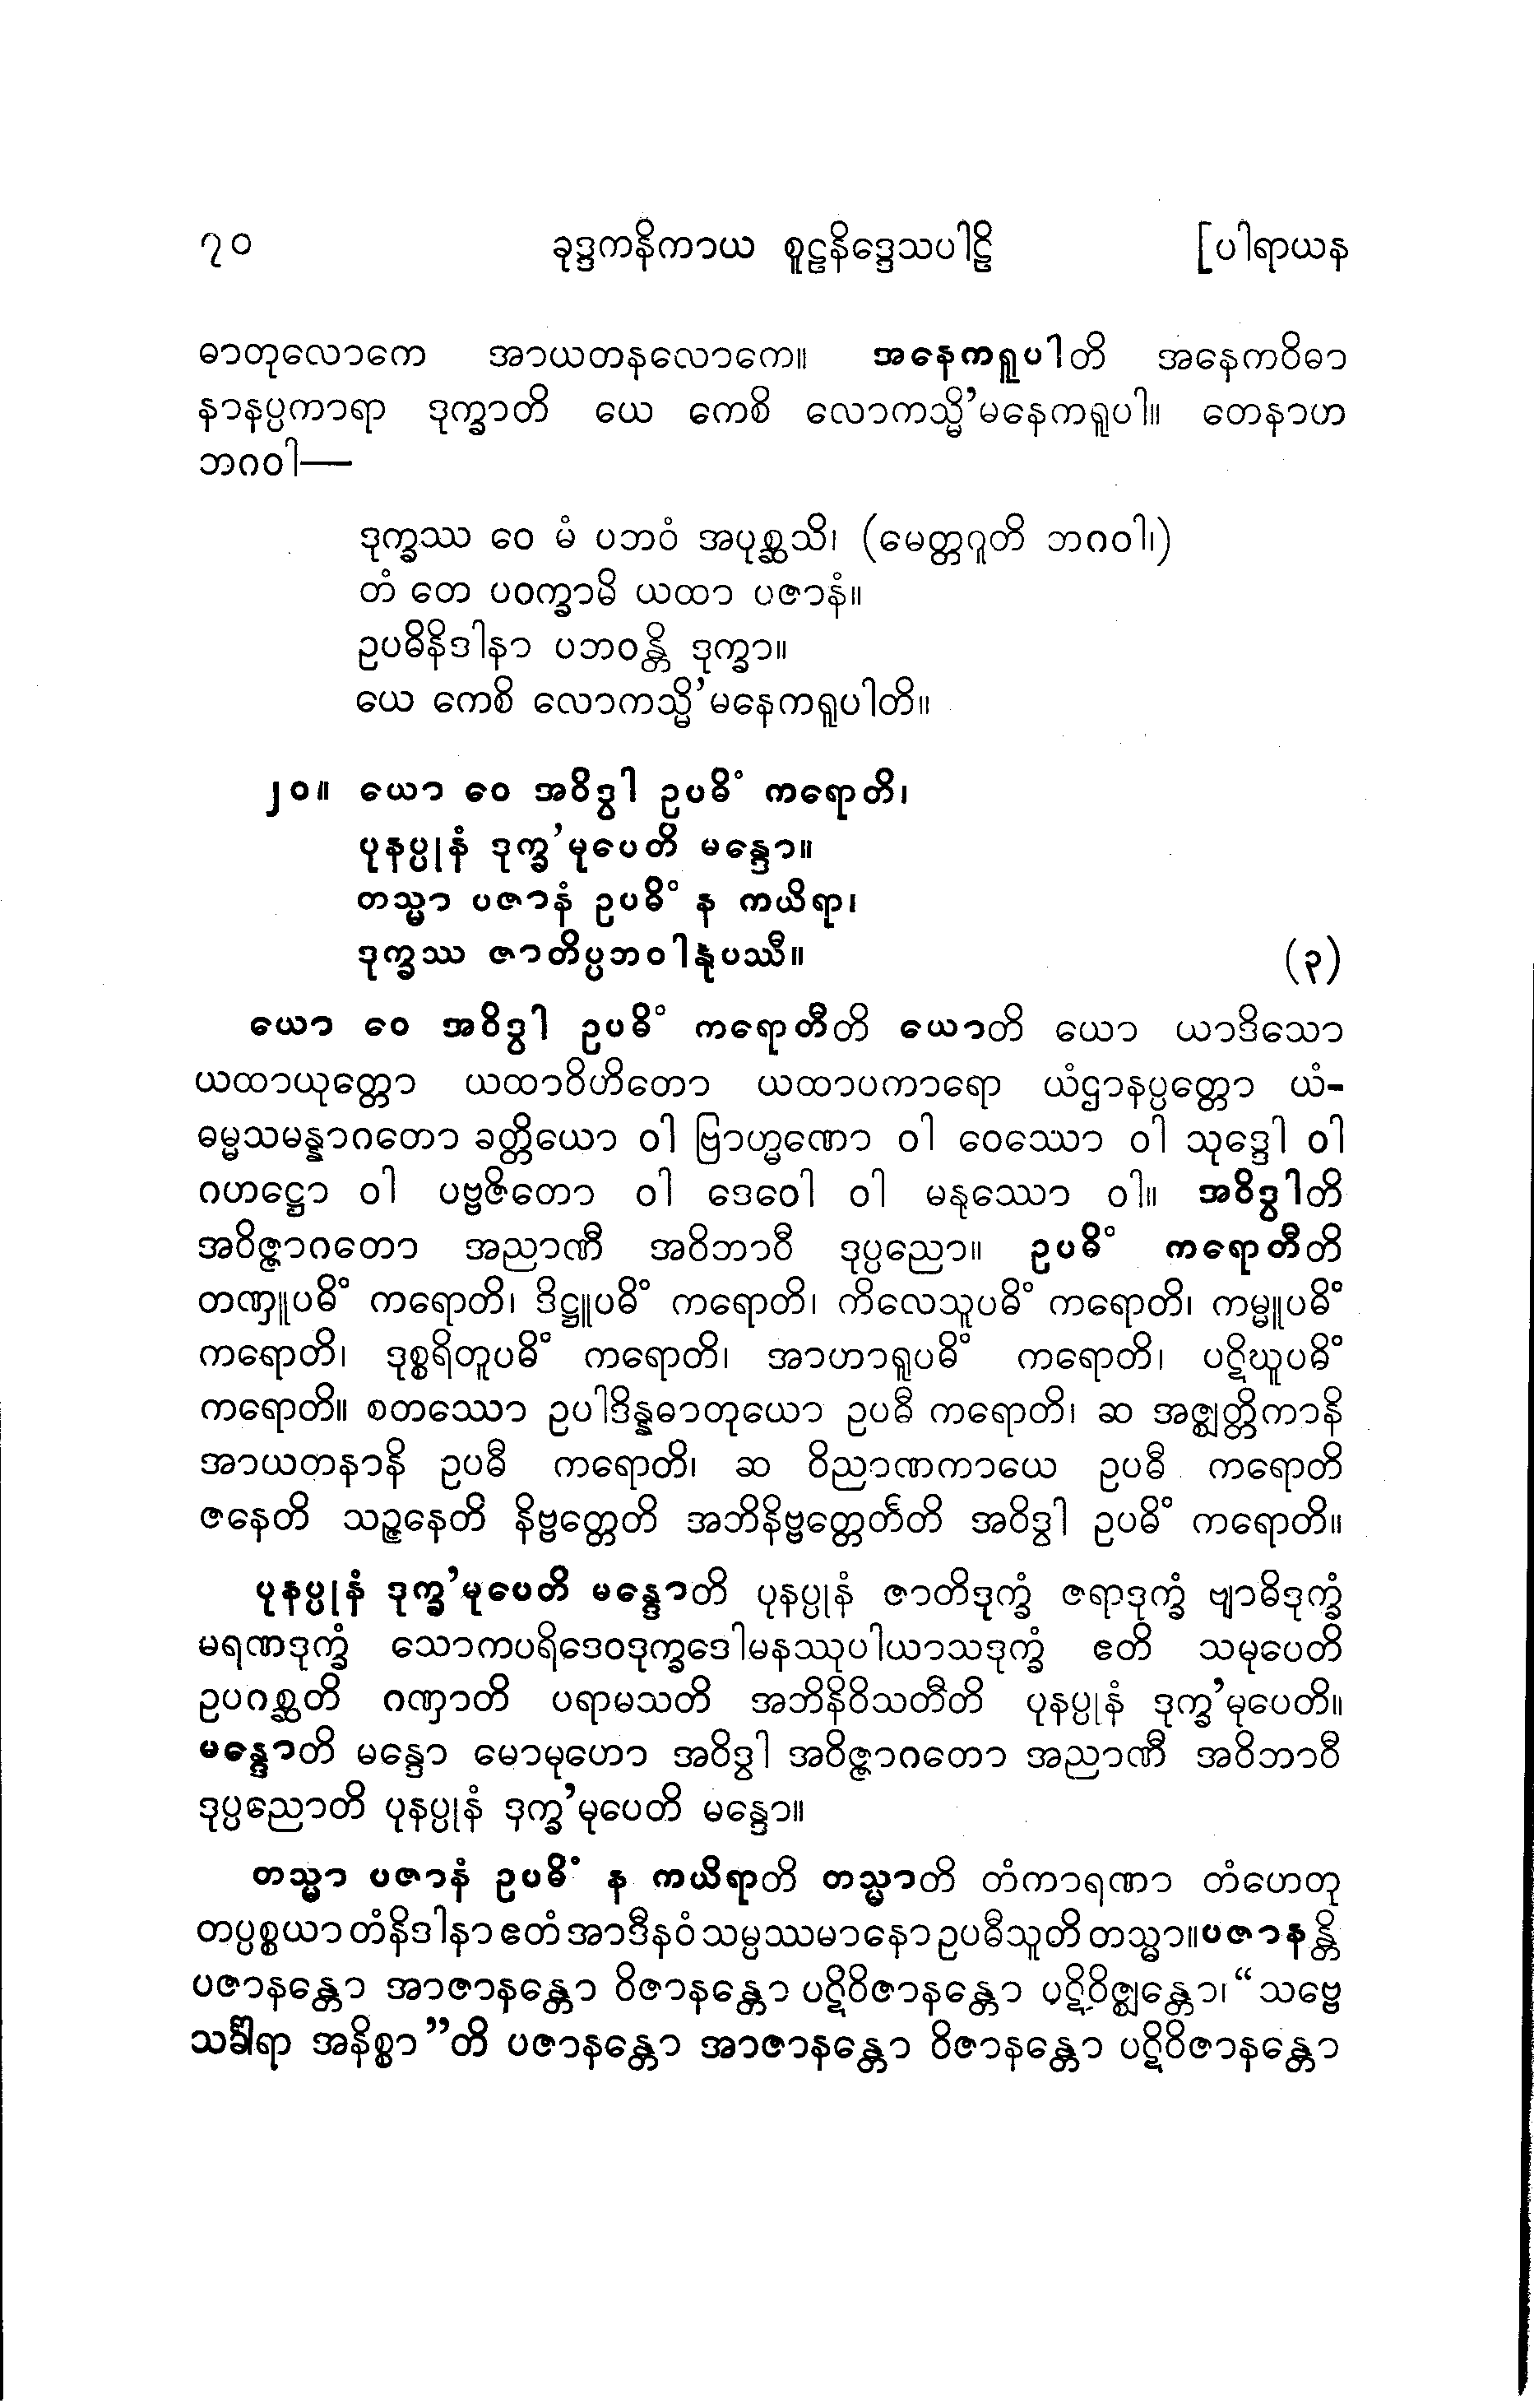 ၇၀ ခုဒ္ဒကနိကာယ စူဠနိဒ္ဒေသပါဠိ [ပါရာယန
ဓာတုလောကေ အာယတနလောကေ။ အနေကရူပါတိ အနေကဝိဓာ
နာနပ္ပကာရာ ဒုက္ခာတိ ယေ ကေစိ လောကသ္မိ’မနေကရူပါ။ တေနာဟ
ဘဂဝါ—
ဒုက္ခဿ ဝေ မံ ပဘဝံ အပုစ္ဆသိ၊ (မေတ္တဂူတိ ဘဂဝါ၊)
တံ တေ ပဝက္ခာမိ ယထာ ပဇာနံ။
ဥပဓိနိဒါနာ ပဘဝန္တိ ဒုက္ခာ။
ယေ ကေစိ လောကသ္မိ’မနေကရူပါတိ။
၂၀။ ယော ဝေ အဝိဒွါ ဥပဓိံ ကရောတိ၊
ပုနပ္ပုနံ ဒုက္ခ’မုပေတိ မန္ဒော။
တသ္မာ ပဇာနံ ဥပဓိံ န ကယိရာ၊
ဒုက္ခဿ ဇာတိပ္ပဘဝါနုပဿီ။ (၃)
ယော ဝေ အဝိဒွါ ဥပဓိံ ကရောတီတိ ယောတိ ယော ယာဒိသော
ယထာယုတ္တော ယထာဝိဟိတော ယထာပကာရော ယံဌာနပ္ပတ္တော ယံ-
ဓမ္မသမန္နာဂတော ခတ္တိယော ဝါ ဗြာဟ္မဏော ဝါ ဝေဿော ဝါ သုဒ္ဒေါ ဝါ
ဂဟဋ္ဌော ဝါ ပဗ္ဗဇိတော ဝါ ဒေဝေါ ဝါ မနုဿော ဝါ။ အဝိဒွါတိ
အဝိဇ္ဇာဂတော အညာဏီ အဝိဘာဝီ ဒုပ္ပညော။ ဥပဓိံ ကရောတီတိ
တဏှူပဓိံ ကရောတိ၊ ဒိဋ္ဌူပဓိံ ကရောတိ၊ ကိလေသူပဓိံ ကရောတိ၊ ကမ္မူပဓိံ
ကရောတိ၊ ဒုစ္စရိတူပဓိံ ကရောတိ၊ အာဟာရူပဓိံ ကရောတိ၊ ပဋိဃူပဓိံ
ကရောတိ။ စတဿော ဥပါဒိန္နဓာတုယော ဥပဓီ ကရောတိ၊ ဆ အဇ္ဈတ္တိကာနိ
အာယတနာနိ ဥပဓီ ကရောတိ၊ ဆ ဝိညာဏကာယေ ဥပဓီ ကရောတိ
ဇနေတိ သဉ္ဇနေတိ နိဗ္ဗတ္တေတိ အဘိနိဗ္ဗတ္တေတီတိ အဝိဒွါ ဥပဓိံ ကရောတိ။
ပုနပ္ပုနံ ဒုက္ခ’မုပေတိ မန္ဒောတိ ပုနပ္ပုနံ ဇာတိဒုက္ခံ ဇရာဒုက္ခံ ဗျာဓိဒုက္ခံ
မရဏဒုက္ခံ သောကပရိဒေဝဒုက္ခဒေါမနဿုပါယာသဒုက္ခံ ဧတိ သမုပေတိ
ဥပဂစ္ဆတိ ဂဏှာတိ ပရာမသတိ အဘိနိဝိသတီတိ ပုနပ္ပုနံ ဒုက္ခ’မုပေတိ။
မန္ဒောတိ မန္ဒော မောမုဟော အဝိဒွါ အဝိဇ္ဇာဂတော အညာဏီ အဝိဘာဝီ
ဒုပ္ပညောတိ ပုနပ္ပုနံ ဒုက္ခ’မုပေတိ မန္ဒော။
တသ္မာ ပဇာနံ ဥပဓိံ န ကယိရာတိ တသ္မာတိ တံကာရဏာ တံဟေတု
တပ္ပစ္စယာ တံနိဒါနာ ဧတံ အာဒီနဝံ သမ္ပဿမာနော ဥပဓီသူတိ တသ္မာ။ ပဇာနန္တိ
ပဇာနန္တော အာဇာနန္တော ဝိဇာနန္တော ပဋိဝိဇာနန္တော ပဋိဝိဇ္ဈန္တော၊ “သဗ္ဗေ
သင်္ခါရာ အနိစ္စာ”တိ ပဇာနန္တော အာဇာနန္တော ဝိဇာနန္တော ပဋိဝိဇာနန္တော